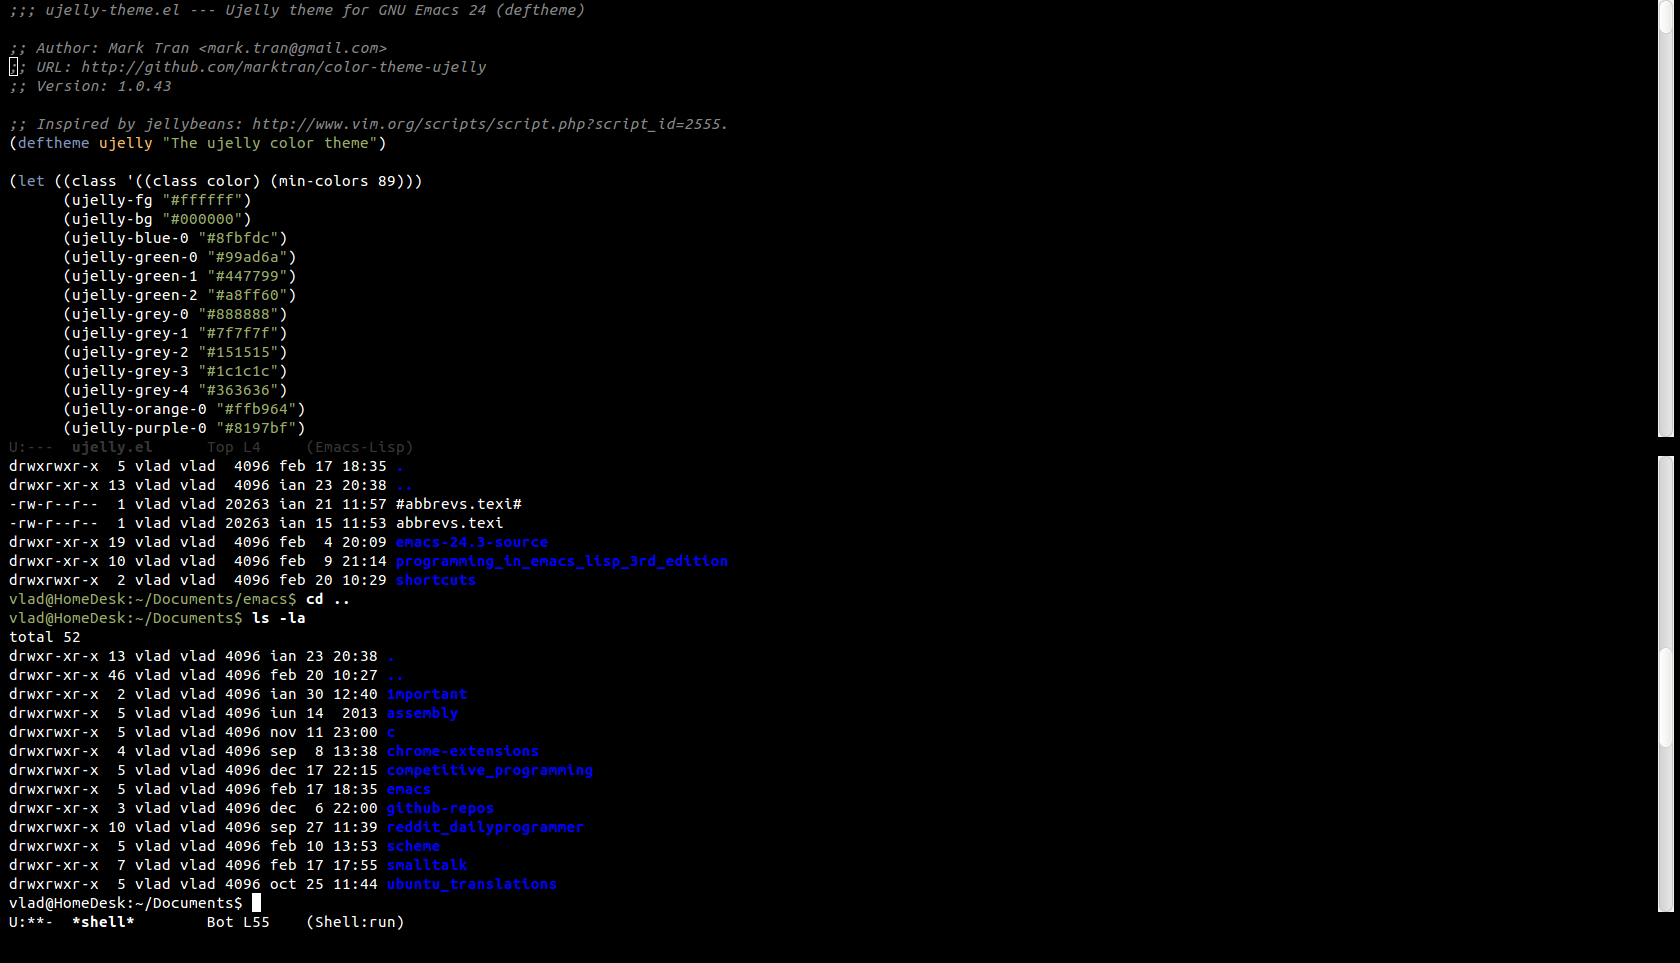 ;;; ujelly-theme.el --- Ujelly theme for GNU Emacs 24 (deftheme)
;; Author: Mark Tran <mark.tran@gmail.com>
;; URL: http://github.com/marktran/color-theme-ujelly
;; Version: 1.0.43
;; Inspired by jellybeans: http://www.vim.org/scripts/script.php?script_id=2555.
(deftheme ujelly "The ujelly color theme")
(let ((class '((class color) (min-colors 89)))
      (ujelly-fg "#ffffff")
      (ujelly-bg "#000000")
      (ujelly-blue-0 "#8fbfdc")
      (ujelly-green-0 "#99ad6a")
      (ujelly-green-1 "#447799")
      (ujelly-green-2 "#a8ff60")
      (ujelly-grey-0 "#888888")
      (ujelly-grey-1 "#7f7f7f")
      (ujelly-grey-2 "#151515")
      (ujelly-grey-3 "#1c1c1c")
      (ujelly-grey-4 "#363636")
      (ujelly-orange-0 "#ffb964")
      (ujelly-purple-0 "#8197bf")
U:---  ujelly.el      Top L4     (Emacs-Lisp)
drwxrwxr-x  5 vlad vlad  4096 feb 17 18:35 .
drwxr-xr-x 13 vlad vlad  4096 ian 23 20:38 ..
-rw-r--r--  1 vlad vlad 20263 ian 21 11:57 #abbrevs.texi#
-rw-r--r--  1 vlad vlad 20263 ian 15 11:53 abbrevs.texi
drwxr-xr-x 19 vlad vlad  4096 feb  4 20:09 emacs-24.3-source
drwxr-xr-x 10 vlad vlad  4096 feb  9 21:14 programming_in_emacs_lisp_3rd_edition
drwxrwxr-x  2 vlad vlad  4096 feb 20 10:29 shortcuts
vlad@HomeDesk:~/Documents/emacs$ cd ..
vlad@HomeDesk:~/Documents$ ls -la
total 52
drwxr-xr-x 13 vlad vlad 4096 ian 23 20:38 .
drwxr-xr-x 46 vlad vlad 4096 feb 20 10:27 ..
drwxr-xr-x  2 vlad vlad 4096 ian 30 12:40 1mportant
drwxrwxr-x  5 vlad vlad 4096 iun 14  2013 assembly
drwxrwxr-x  5 vlad vlad 4096 nov 11 23:00 c
drwxrwxr-x  4 vlad vlad 4096 sep  8 13:38 chrome-extensions
drwxrwxr-x  5 vlad vlad 4096 dec 17 22:15 competitive_programming
drwxrwxr-x  5 vlad vlad 4096 feb 17 18:35 emacs
drwxr-xr-x  3 vlad vlad 4096 dec  6 22:00 github-repos
drwxrwxr-x 10 vlad vlad 4096 sep 27 11:39 reddit_dailyprogrammer
drwxrwxr-x  5 vlad vlad 4096 feb 10 13:53 scheme
drwxr-xr-x  7 vlad vlad 4096 feb 17 17:55 smalltalk
drwxrwxr-x  5 vlad vlad 4096 oct 25 11:44 ubuntu_translations
vlad@HomeDesk:~/Documents$
U:**-  *shell*        Bot L55    (Shell:run)